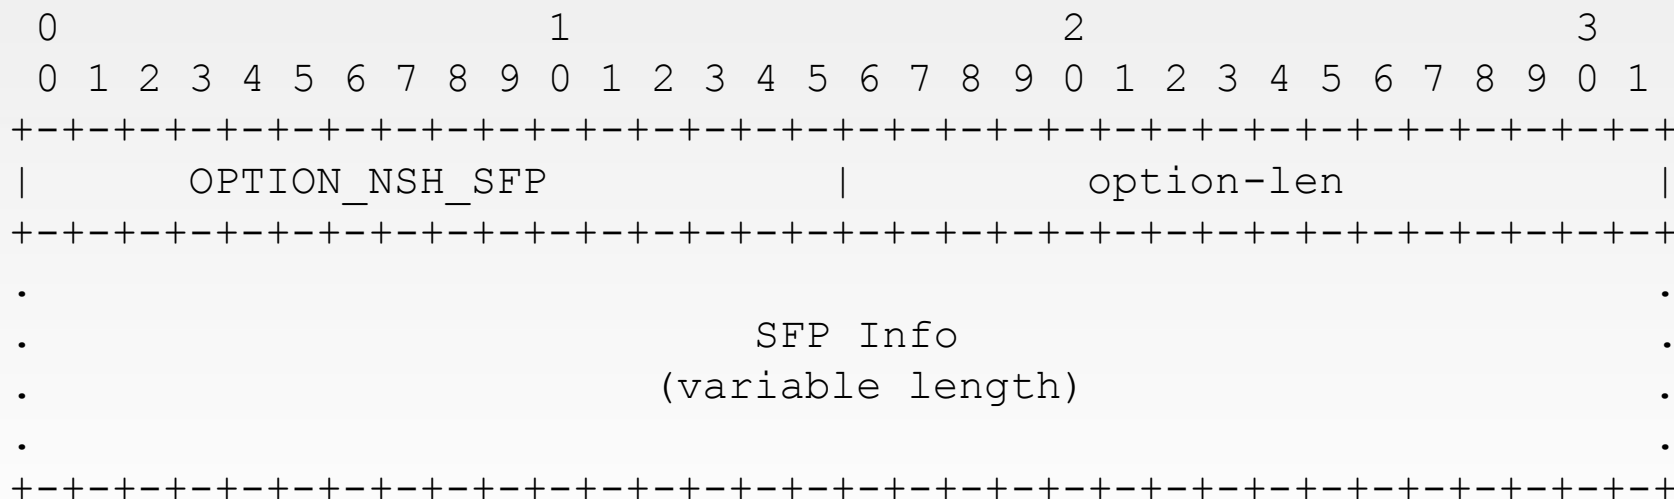 0                   1                   2                   3
 0 1 2 3 4 5 6 7 8 9 0 1 2 3 4 5 6 7 8 9 0 1 2 3 4 5 6 7 8 9 0 1
+-+-+-+-+-+-+-+-+-+-+-+-+-+-+-+-+-+-+-+-+-+-+-+-+-+-+-+-+-+-+-+-+
|      OPTION_NSH_SFP           |         option-len            |
+-+-+-+-+-+-+-+-+-+-+-+-+-+-+-+-+-+-+-+-+-+-+-+-+-+-+-+-+-+-+-+-+
.                                                               .
.                            SFP Info                           .
.                        (variable length)                      .
.                                                               .
+-+-+-+-+-+-+-+-+-+-+-+-+-+-+-+-+-+-+-+-+-+-+-+-+-+-+-+-+-+-+-+-+